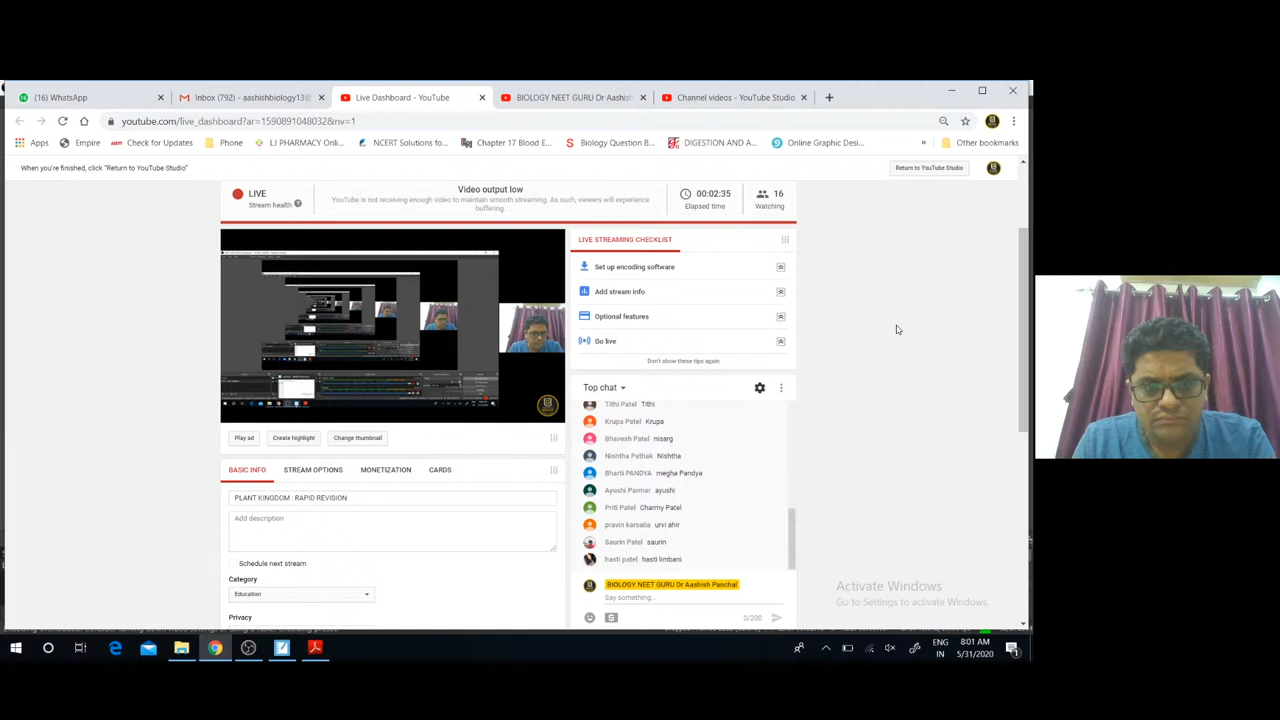 (16) WhatsApp
Inbox (792) - aashishbiology13@
Live Dashboard - YouTube
BIOLOGY NEET GURU Dr Aashish
Channel videos - YouTube Studio
youtube.com/live_dashboard?ar=1590891048032&nv=1
Apps
Empire
Check for Updates
Phone
LJ PHARMACY Onli...
NCERT Solutions fo...
Chapter 17 Blood E...
Biology Question B...
DIGESTION AND A...
Online Graphic Desi...
»
Other bookmarks
When you're finished, click "Return to YouTube Studio"
Return to YouTube Studio
LIVE
Stream health
Video output low
YouTube is not receiving enough video to maintain smooth streaming. As such, viewers will experience
buffering.
00:02:35
Elapsed time
16
Watching
LIVE STREAMING CHECKLIST
Set up encoding software
Add stream info
Optional features
Go live
Don't show these tips again
Top chat
Tithi Patel Tithi
Krupa Patel Krupa
Bhavesh Patel nisarg
Nishtha Pathak Nishtha
Bharti PANDYA megha Pandya
Ayushi Parmar ayushi
Priti Patel Charmy Patel
pravin karsalia urvi ahir
Saurin Patel saurin
hasti patel hasti limbani
BIOLOGY NEET GURU Dr Aashish Panchal
Say something...
0/200
Play ad
Create highlight
Change thumbnail
BASIC INFO
STREAM OPTIONS
MONETIZATION
CARDS
PLANT KINGDOM : RAPID REVISION
Add description
Schedule next stream
Category
Education
Privacy
Activate Windows
Go to Settings to activate Windows.
ENG
IN
8:01 AM
5/31/2020